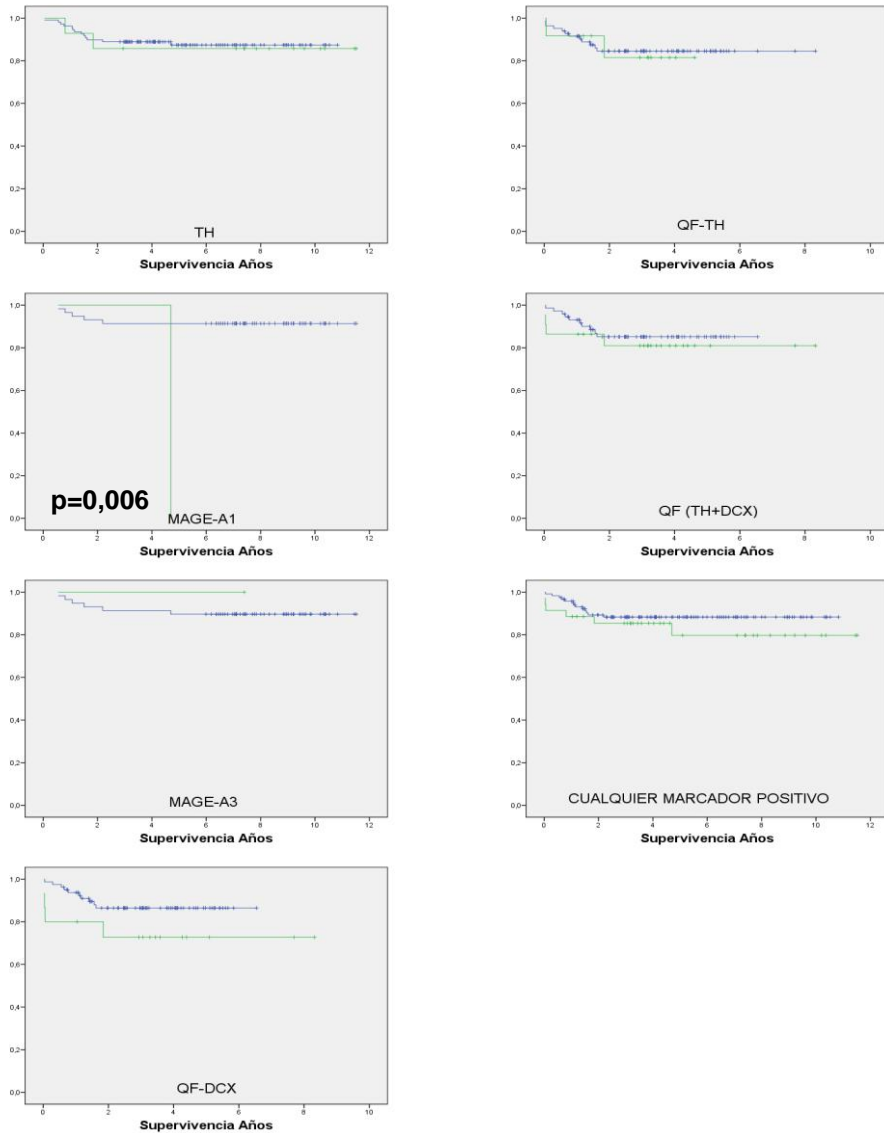 1,0
0,8
0,6
0,4
0,2
0,0
TH
0 2 4 6 8 10 12
Supervivencia Años
1,0
0,8
0,6
0,4
0,2
0,0
QF-TH
0 2 4 6 8 10
Supervivencia Años
1,0
0,8
0,6
0,4
0,2
0,0
p=0,006
MAGE-A1
0 2 4 6 8 10 12
Supervivencia Años
1,0
0,8
0,6
0,4
0,2
0,0
QF (TH+DCX)
0 2 4 6 8 10
Supervivencia Años
1,0
0,8
0,6
0,4
0,2
0,0
MAGE-A3
0 2 4 6 8 10 12
Supervivencia Años
1,0
0,8
0,6
0,4
0,2
0,0
CUALQUIER MARCADOR POSITIVO
0 2 4 6 8 10 12
Supervivencia Años
1,0
0,8
0,6
0,4
0,2
0,0
QF-DCX
0 2 4 6 8 10
Supervivencia Años